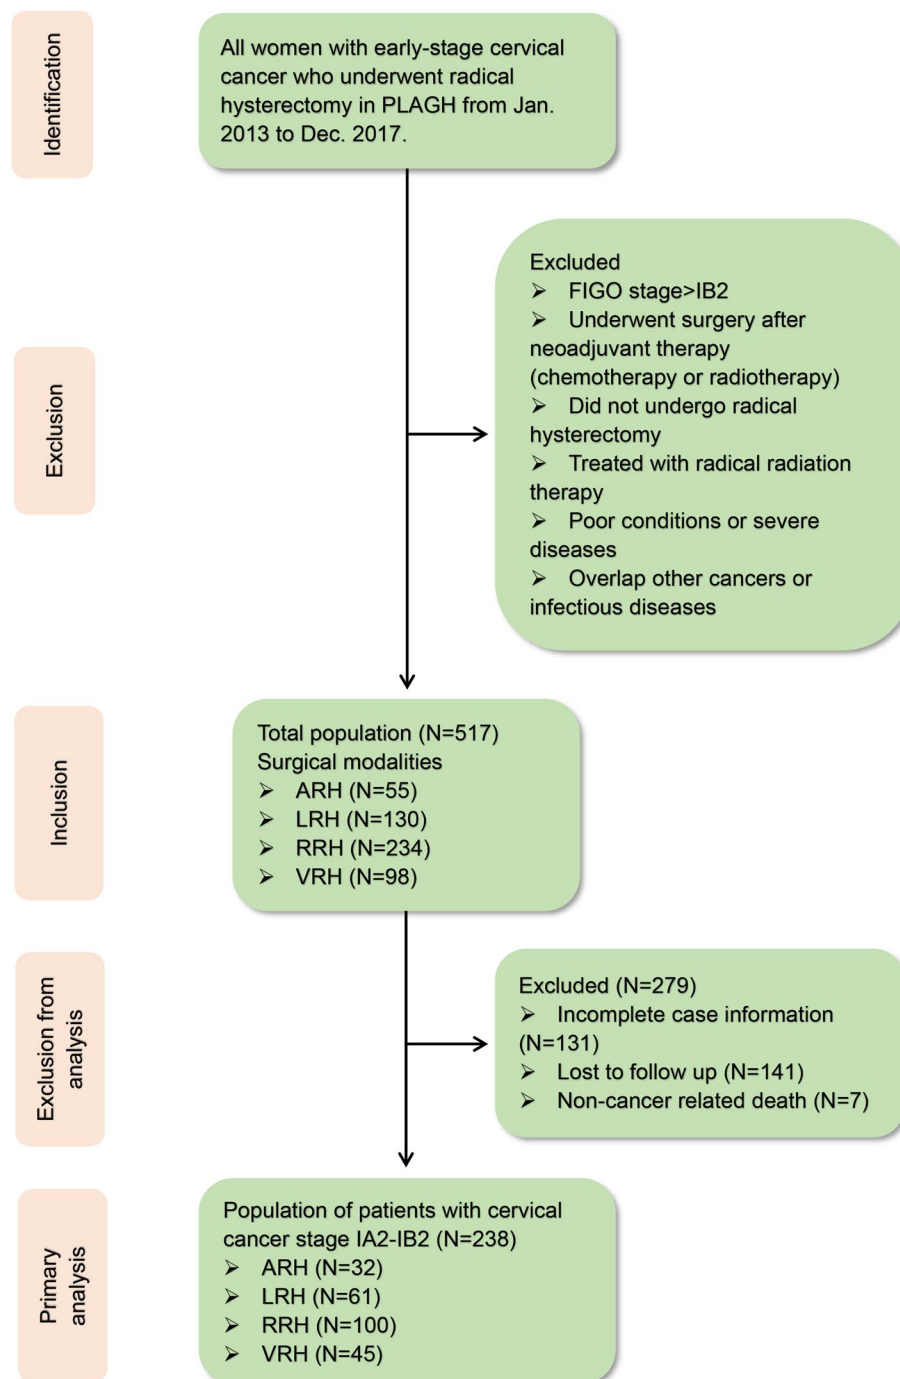 Identification
All women with early-stage cervical
cancer who underwent radical
hysterectomy in PLAGH from Jan.
2013 to Dec. 2017.
Exclusion
Excluded
➢ FIGO stage>IB2
➢ Underwent surgery after
neoadjuvant therapy
(chemotherapy or radiotherapy)
➢ Did not undergo radical
hysterectomy
➢ Treated with radical radiation
therapy
➢ Poor conditions or severe
diseases
➢ Overlap other cancers or
infectious diseases
Inclusion
Total population (N=517)
Surgical modalities
➢ ARH (N=55)
➢ LRH (N=130)
➢ RRH (N=234)
➢ VRH (N=98)
Exclusion from
analysis
Excluded (N=279)
➢ Incomplete case information
(N=131)
➢ Lost to follow up (N=141)
➢ Non-cancer related death (N=7)
Primary
analysis
Population of patients with cervical
cancer stage IA2-IB2 (N=238)
➢ ARH (N=32)
➢ LRH (N=61)
➢ RRH (N=100)
➢ VRH (N=45)